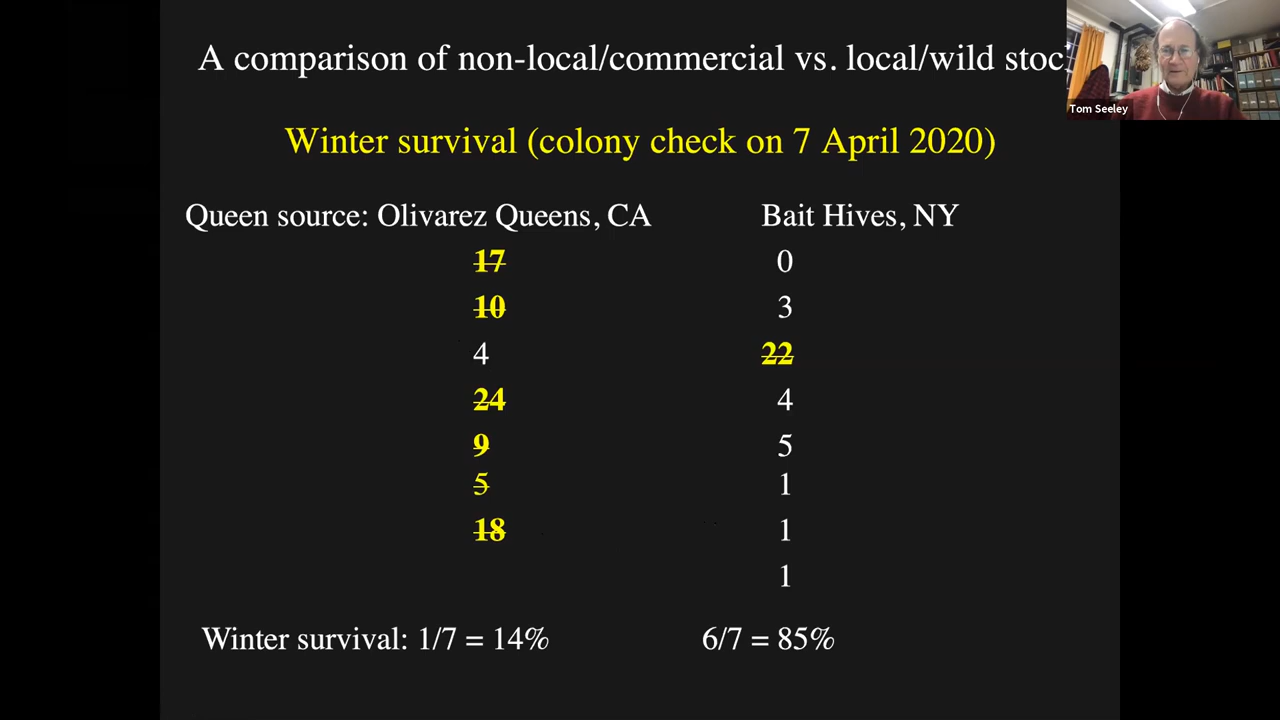 A comparison of non-local/commercial vs. local/wild stoc
Tom Seeley
Winter survival (colony check on 7 April 2020)
Queen source: Olivarez Queens, CA Bait Hives, NY
17 0
10 3
4 22
24 4
9 5
5 1
18 1
1
Winter survival: 1/7 = 14% 6/7 = 85%